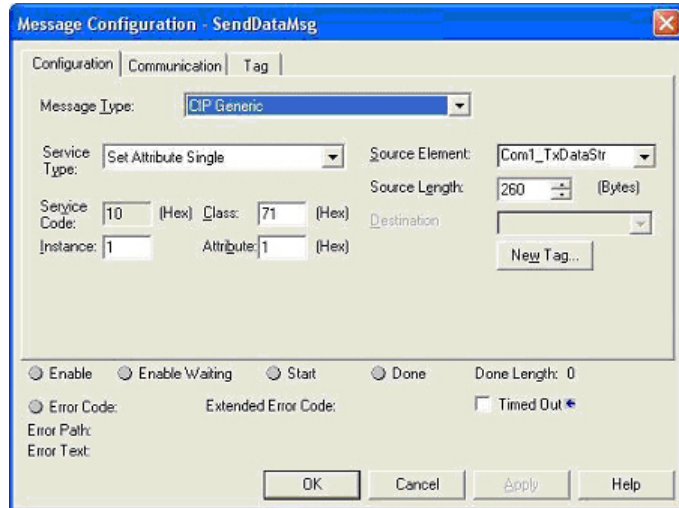 Message Configuration - SendDataMsg
Configuration Communication Tag
Message Type: CIP Generic
Service Type: Set Attribute Single Source Element: Com1_TxDataStr
Source Length: 260 (Bytes)
Service Code: 10 (Hex) Class: 71 (Hex) Destination
Instance: 1 Attribute: 1 (Hex) New Tag...
Enable Enable Waiting Start Done Done Length: 0
Error Code: Extended Error Code: Timed Out
Error Path:
Error Text:
OK Cancel Apply Help